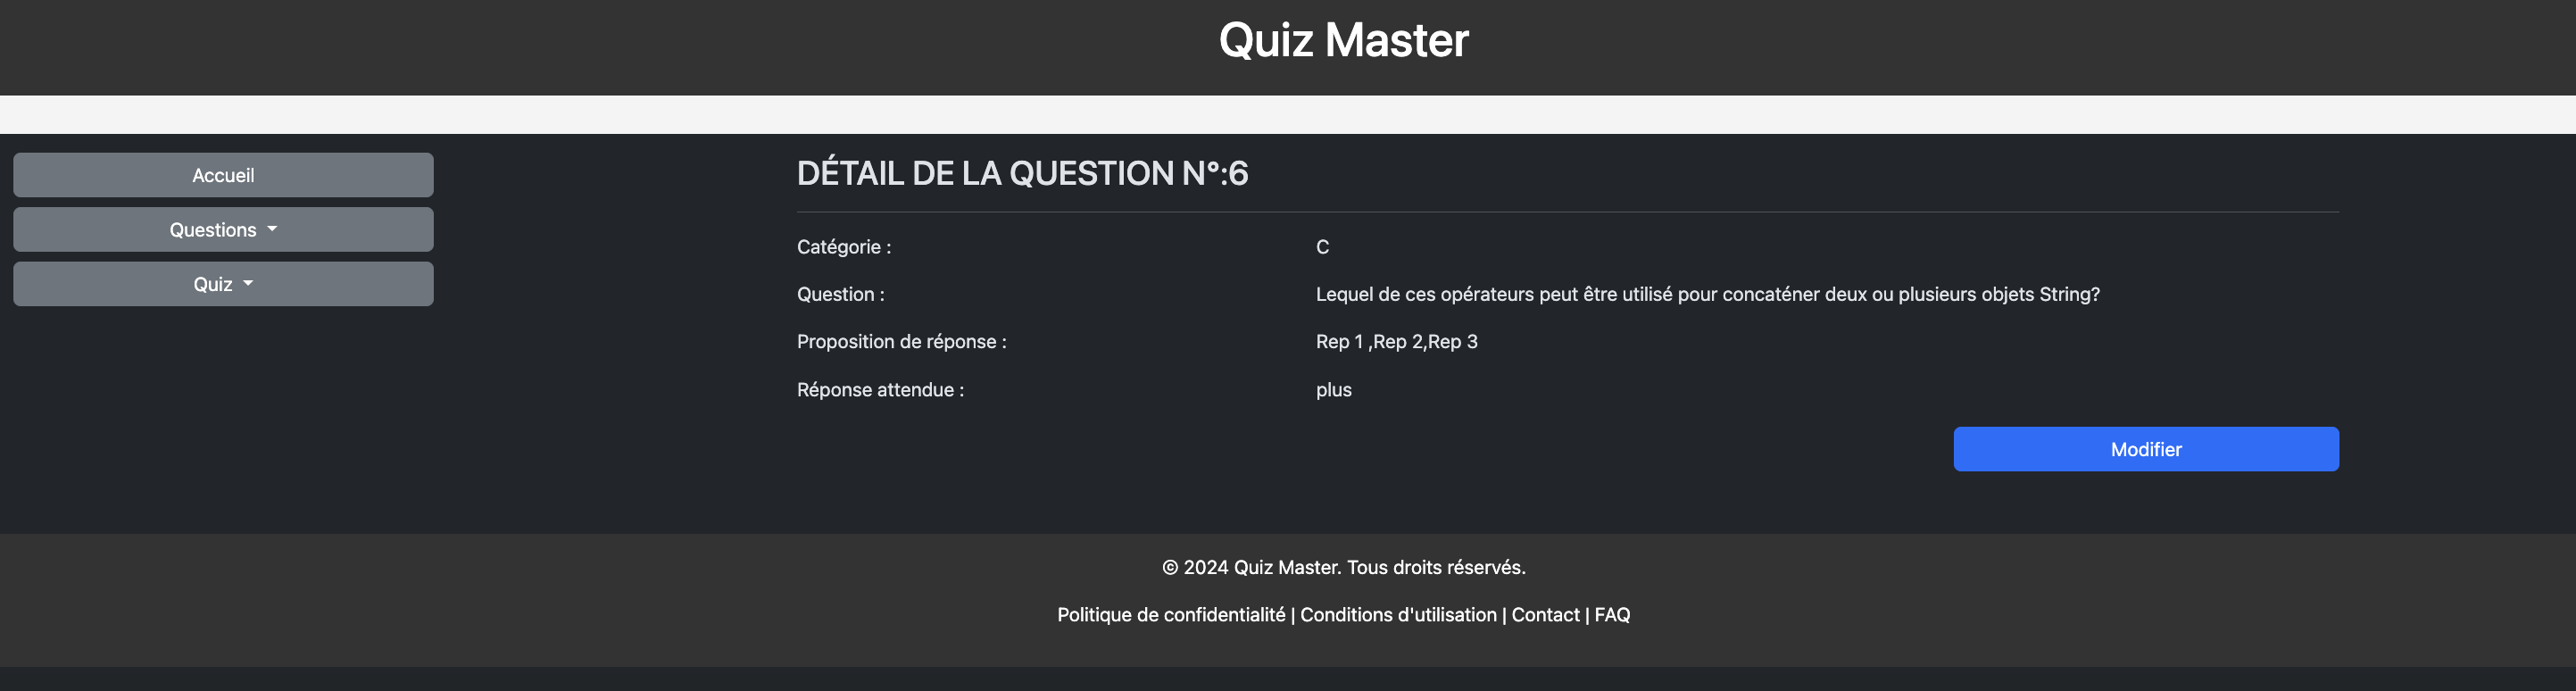 Quiz Master
Accueil
Questions
Quiz
DÉTAIL DE LA QUESTION N°:6
Catégorie : C
Question : Lequel de ces opérateurs peut être utilisé pour concaténer deux ou plusieurs objets String?
Proposition de réponse : Rep 1 ,Rep 2,Rep 3
Réponse attendue : plus
Modifier
© 2024 Quiz Master. Tous droits réservés.
Politique de confidentialité | Conditions d'utilisation | Contact | FAQ